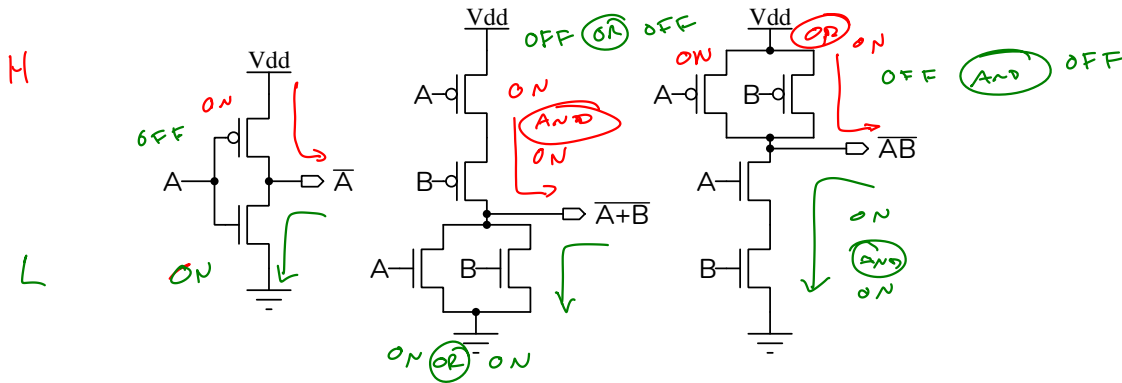 H
Vdd
ON
OFF
A
A̅
ON
L
Vdd
OFF OR OFF
A
ON
AND
ON
B
A+B̅
A
B
ON OR ON
Vdd
OR
ON
ON
OFF AND OFF
A
B
A̅B̅
A
ON
AND
B
ON